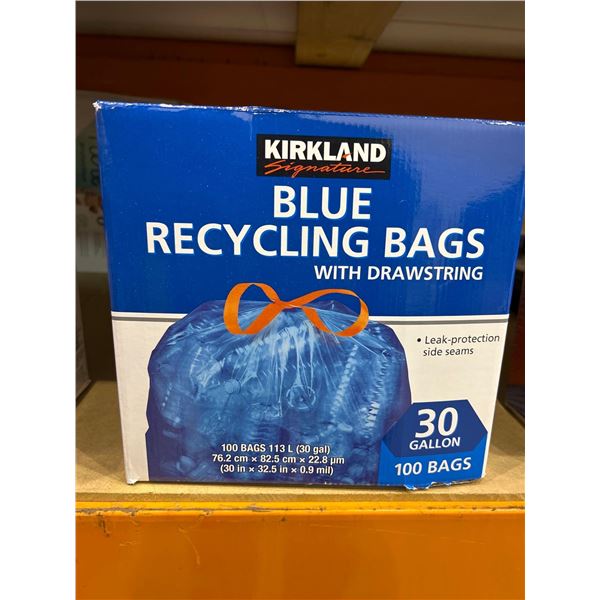 KIRKLAND
Signature
BLUE
RECYCLING BAGS
WITH DRAWSTRING
• Leak-protection
side seams
30
GALLON
100 BAGS
100 BAGS 113 L (30 gal)
76.2 cm × 82.5 cm × 22.8 µm
(30 in × 32.5 in × 0.9 mil)